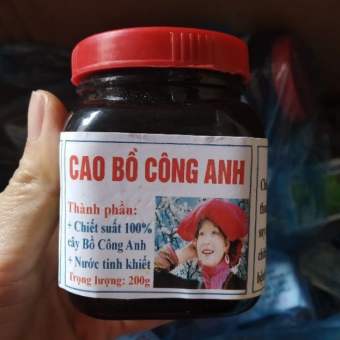 CAO BỒ CÔNG ANH
Thành phần:
+ Chiết suất 100%
cây Bồ Công Anh
+ Nước tinh khiết
Trọng lượng: 200g